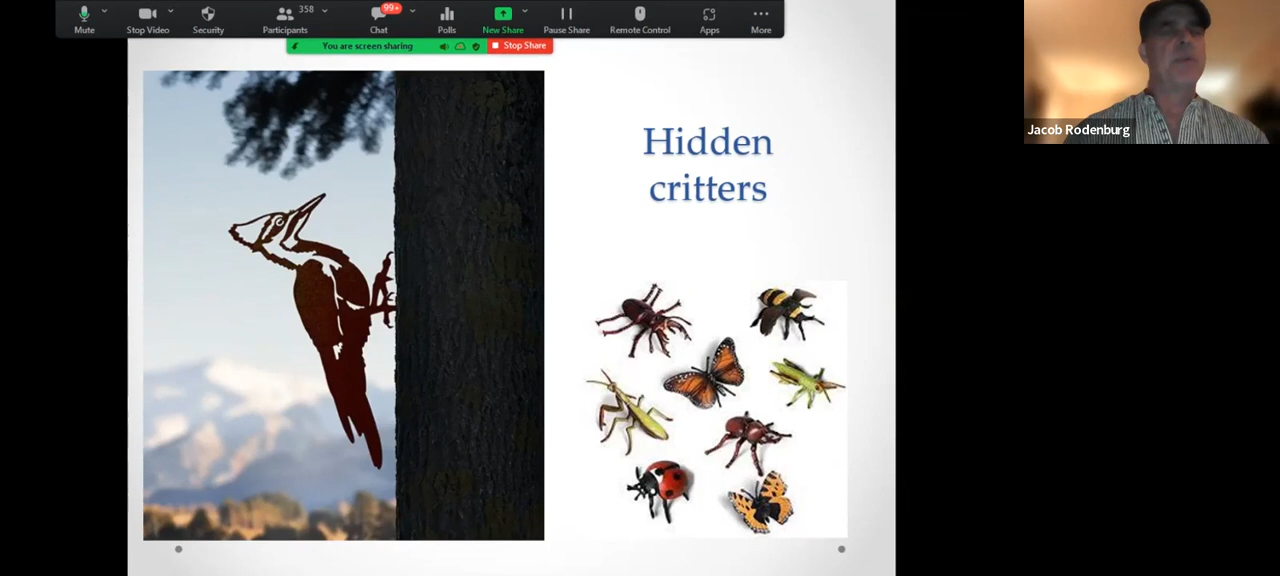 358
99+
Mute
Stop Video
Security
Participants
Chat
Polls
New Share
Pause Share
Remote Control
Apps
More
You are screen sharing
Stop Share
Jacob Rodenburg
Hidden
critters